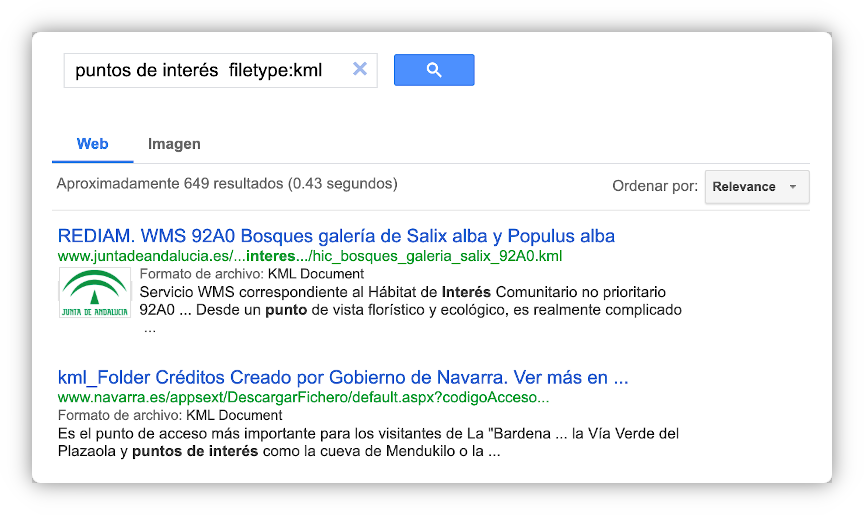 puntos de interés  filetype:kml
Web Imagen
Aproximadamente 649 resultados (0.43 segundos)
Ordenar por: Relevance
REDIAM. WMS 92A0 Bosques galería de Salix alba y Populus alba
www.juntadeandalucia.es/...interes.../hic_bosques_galeria_salix_92A0.kml
JUNTA DE ANDALUCIA
Formato de archivo: KML Document
Servicio WMS correspondiente al Hábitat de Interés Comunitario no prioritario
92A0 ... Desde un punto de vista florístico y ecológico, es realmente complicado
...
kml_Folder Créditos Creado por Gobierno de Navarra. Ver más en ...
www.navarra.es/appsext/DescargarFichero/default.aspx?codigoAcceso...
Formato de archivo: KML Document
Es el punto de acceso más importante para los visitantes de La "Bardena ... la Vía Verde del
Plazaola y puntos de interés como la cueva de Mendukilo o la ...